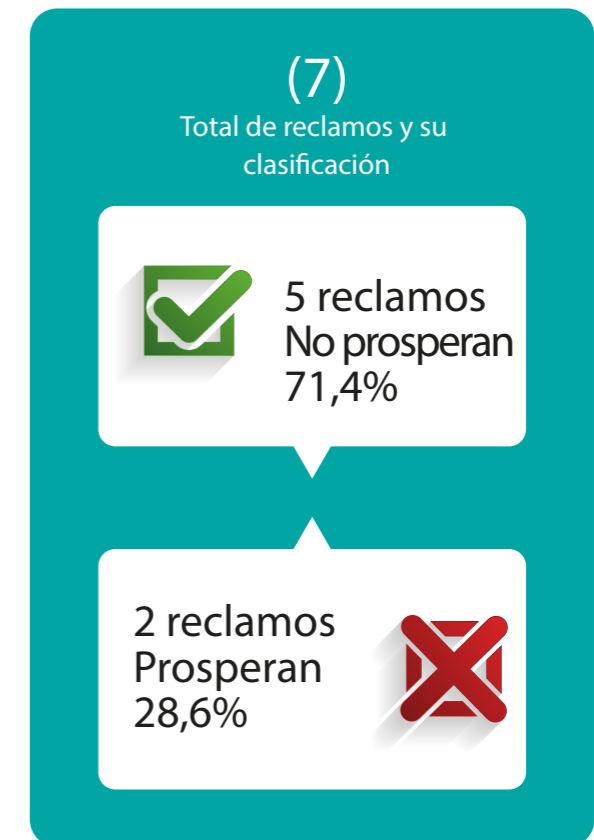 (7)
Total de reclamos y su
clasificación
5 reclamos
No prosperan
71,4%
2 reclamos
Prosperan
28,6%